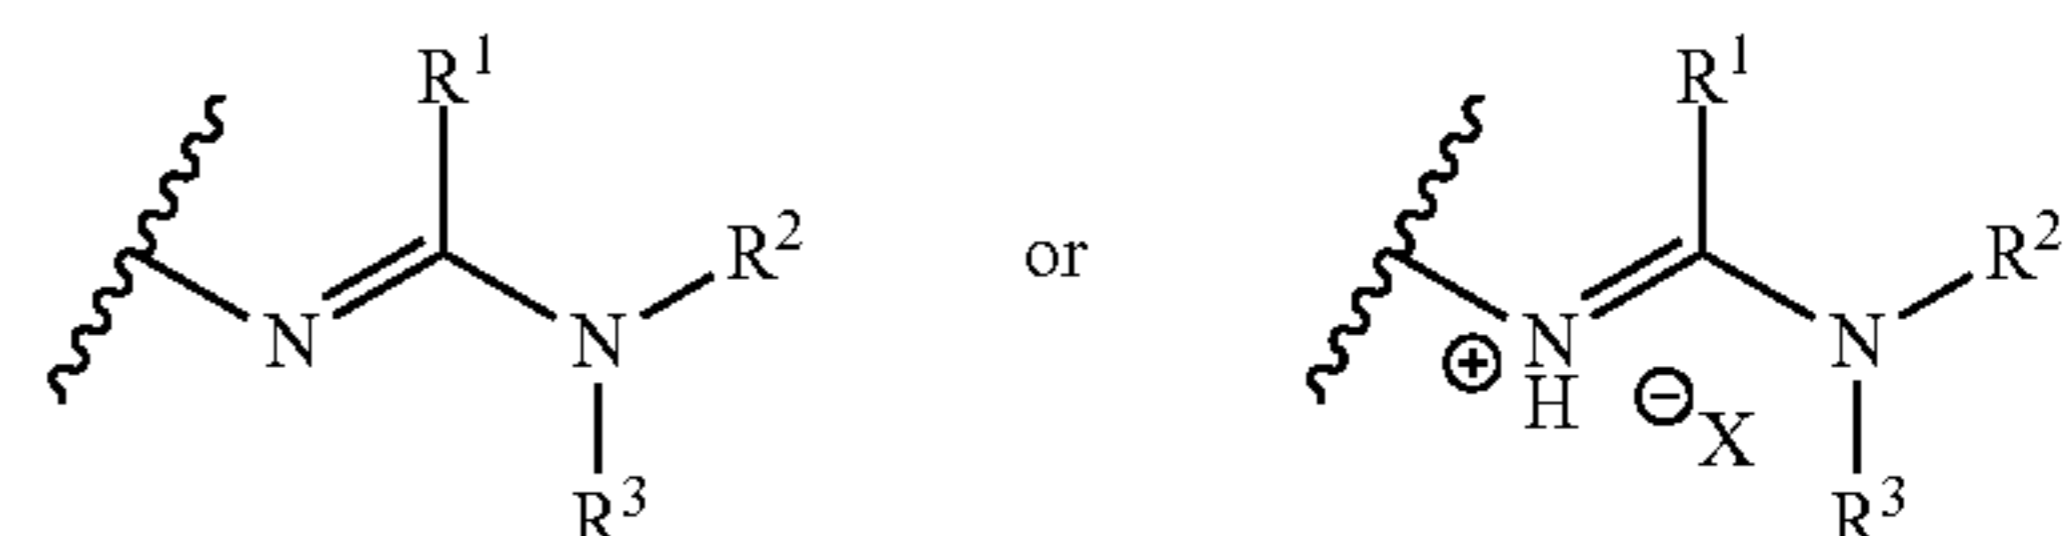 R¹ R¹
R² or R²
N N ⊕ N N
H ⊖ X
R³ R³